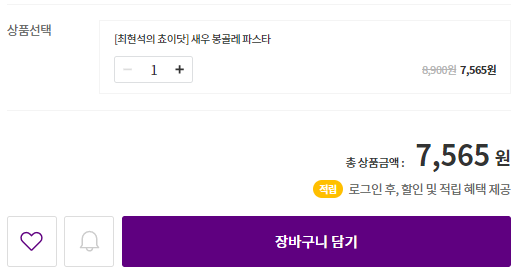 상품선택
[최현석의 쵸이닷] 새우 봉골레 파스타
1
8,900원 7,565원
총 상품금액 : 7,565 원
적립 로그인 후, 할인 및 적립 혜택 제공
장바구니 담기